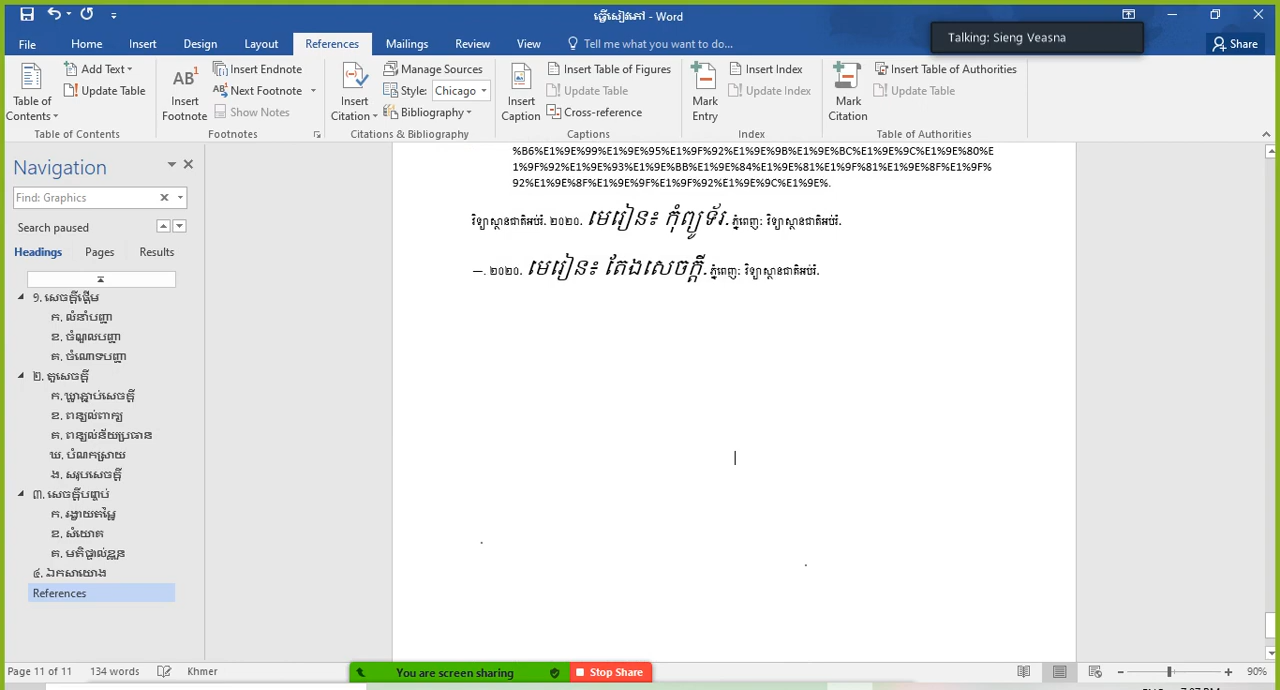 ធ្វើសៀវភៅ - Word
Talking: Sieng Veasna
File Home Insert Design Layout References Mailings Review View Tell me what you want to do... Share
Table of Contents
Add Text
Update Table
Table of Contents
AB1
Insert Footnote
Insert Endnote
Next Footnote
Show Notes
Footnotes
Insert Citation
Manage Sources
Style: Chicago
Bibliography
Citations & Bibliography
Insert Caption
Insert Table of Figures
Update Table
Cross-reference
Captions
Mark Entry
Insert Index
Update Index
Index
Mark Citation
Insert Table of Authorities
Update Table
Table of Authorities
Navigation
Find: Graphics
Search paused
Headings Pages Results
១. សេចក្តីផ្តើម
ក. លំនាំបញ្ហា
ខ. ចំណូលបញ្ហា
គ. ចំណោទបញ្ហា
២. តួសេចក្តី
ក. ឃ្លាភ្ជាប់សេចក្តី
ខ. ពន្យល់ពាក្យ
គ. ពន្យល់ន័យប្រធាន
ឃ. បំណកស្រាយ
ង. សរុបសេចក្តី
៣. សេចក្តីបញ្ចប់
ក. វាយតម្លៃ
ខ. សំយោគ
គ. មតិផ្ទាល់ខ្លួន
៤. ឯកសាយោង
References
%B6%E1%9E%99%E1%9E%95%E1%9F%92%E1%9E%9B%E1%9E%BC%E1%9E%9C%E1%9E%80%E
1%9F%92%E1%9E%93%E1%9E%BB%E1%9E%84%E1%9E%81%E1%9F%81%E1%9E%8F%E1%9F%
92%E1%9E%8F%E1%9E%9F%E1%9F%92%E1%9E%9C%E1%9E%.
វិទ្យាស្ថានជាតិអប់រំ. ២០២០. មេរៀន៖ កុំព្យូទ័រ. ភ្នំពេញ: វិទ្យាស្ថានជាតិអប់រំ.
—. ២០២០. មេរៀន៖ តែងសេចក្តី. ភ្នំពេញ: វិទ្យាស្ថានជាតិអប់រំ.
Page 11 of 11 134 words Khmer You are screen sharing Stop Share 90%